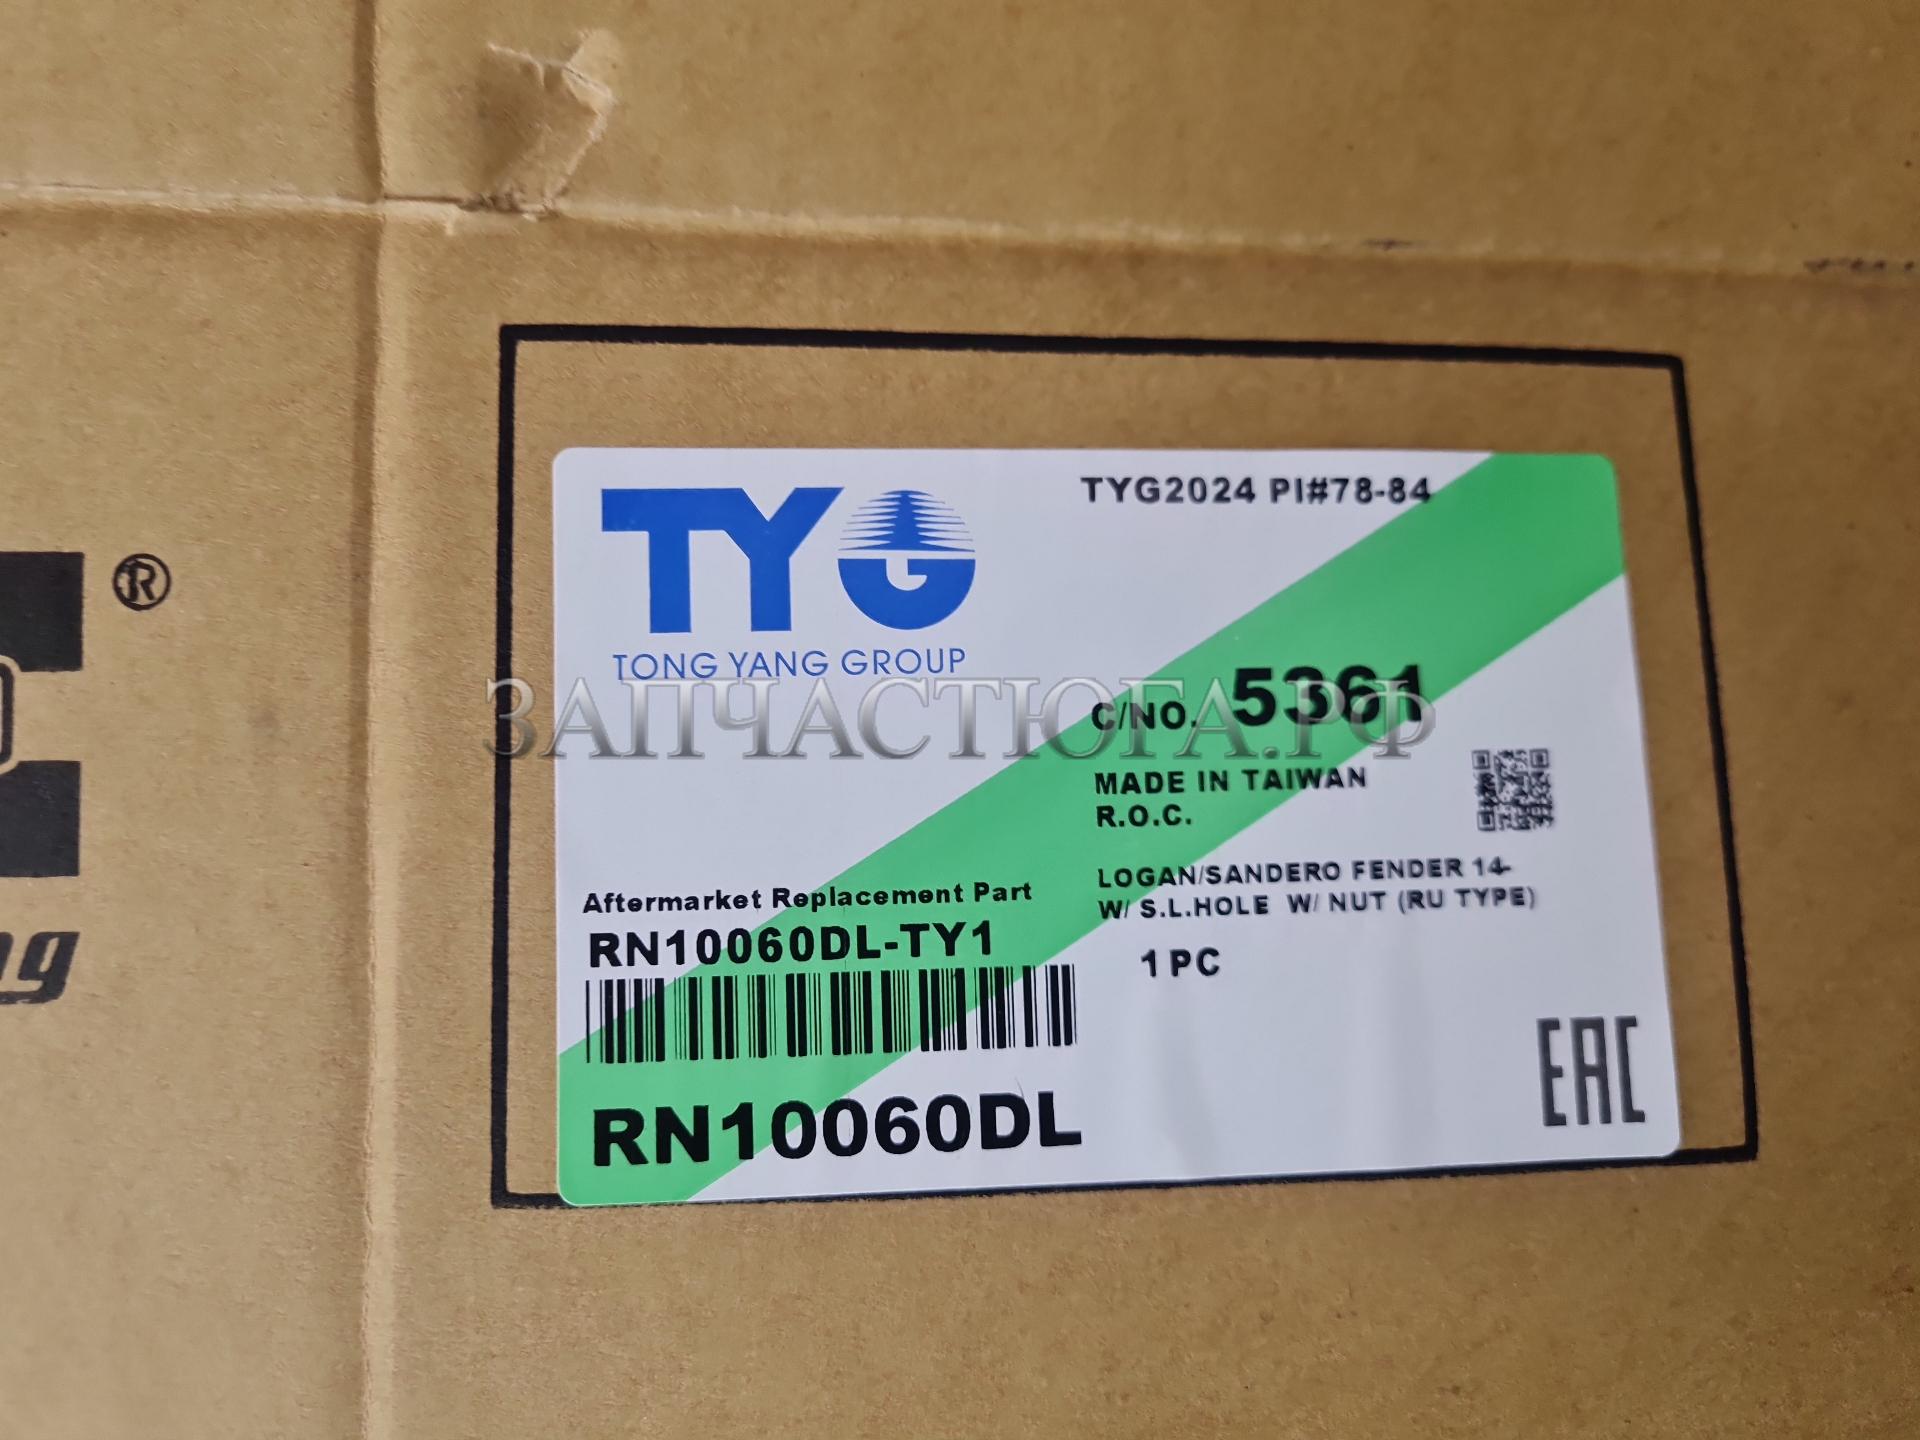 ®
ng
TYG
TONG YANG GROUP
TYG2024 PI#78-84
ЗАПЧАСТЮГА.РФ
C/NO. 5361
MADE IN TAIWAN
R.O.C.
LOGAN/SANDERO FENDER 14-
W/ S.L.HOLE W/ NUT (RU TYPE)
1 PC
Aftermarket Replacement Part
RN10060DL-TY1
RN10060DL
EAC